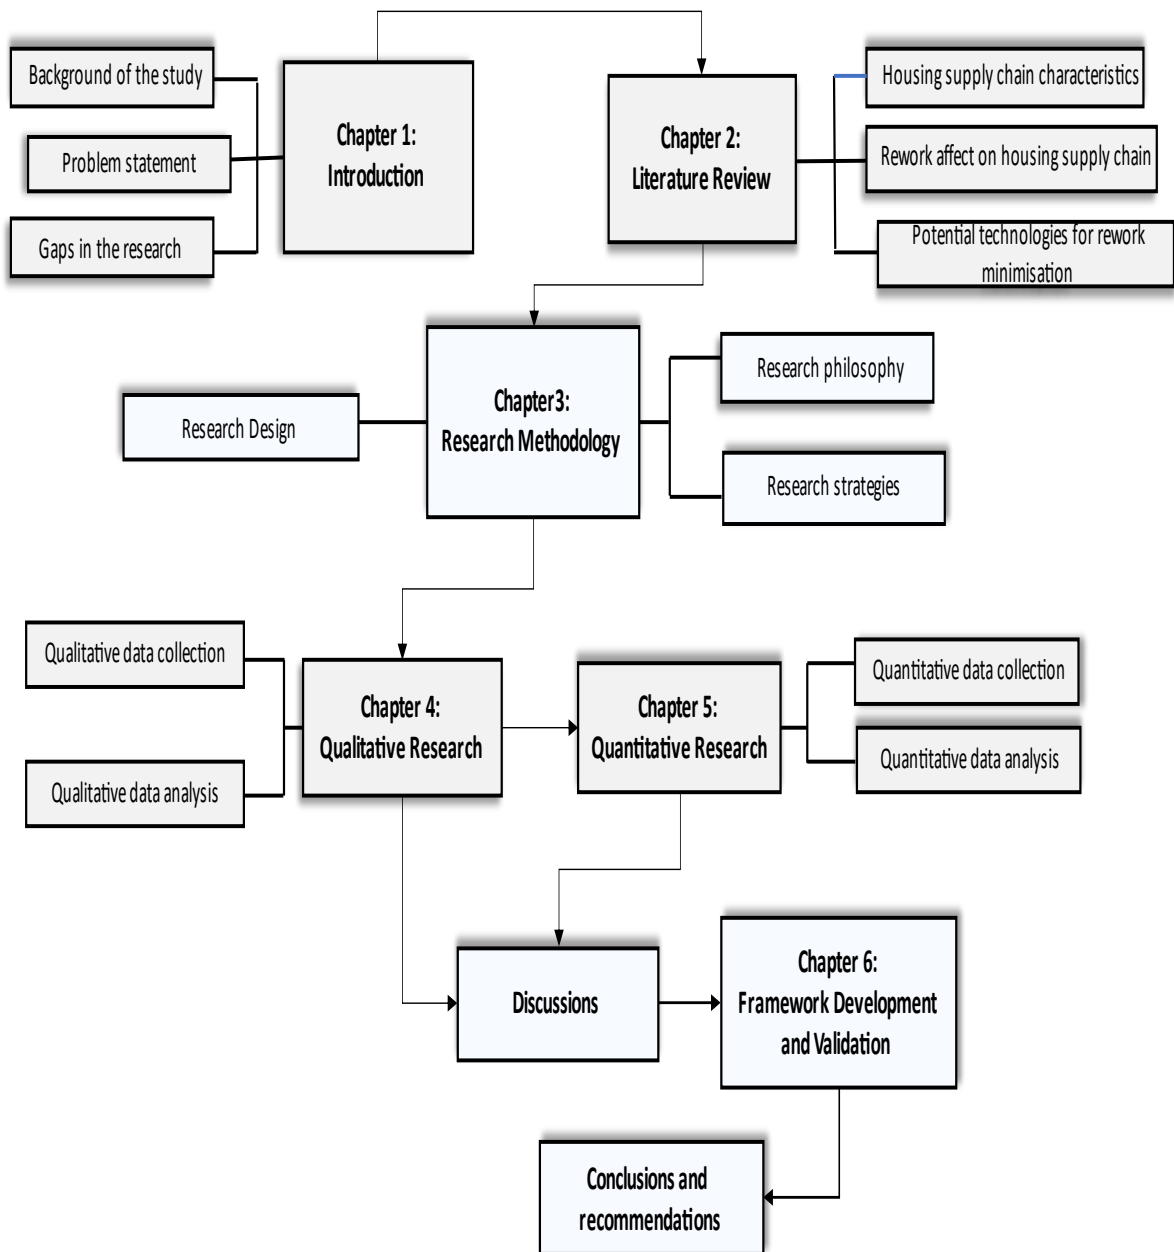 Background of the study
Problem statement
Gaps in the research
Chapter 1:
Introduction
Chapter 2:
Literature Review
Housing supply chain characteristics
Rework affect on housing supply chain
Potential technologies for rework
minimisation
Research Design
Chapter3:
Research Methodology
Research philosophy
Research strategies
Qualitative data collection
Qualitative data analysis
Chapter 4:
Qualitative Research
Chapter 5:
Quantitative Research
Quantitative data collection
Quantitative data analysis
Discussions
Chapter 6:
Framework Development
and Validation
Conclusions and
recommendations